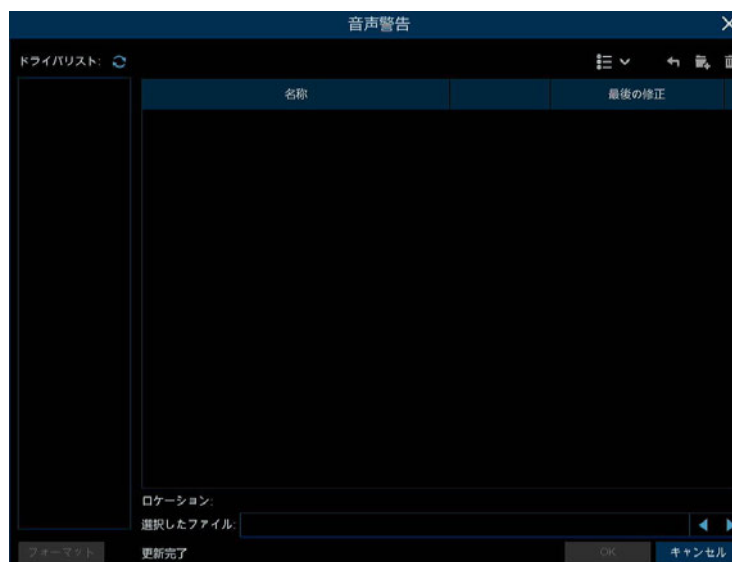 音声警告
ドライバリスト:
名称 最後の修正
ロケーション:
選択したファイル:
フォーマット 更新完了 OK キャンセル